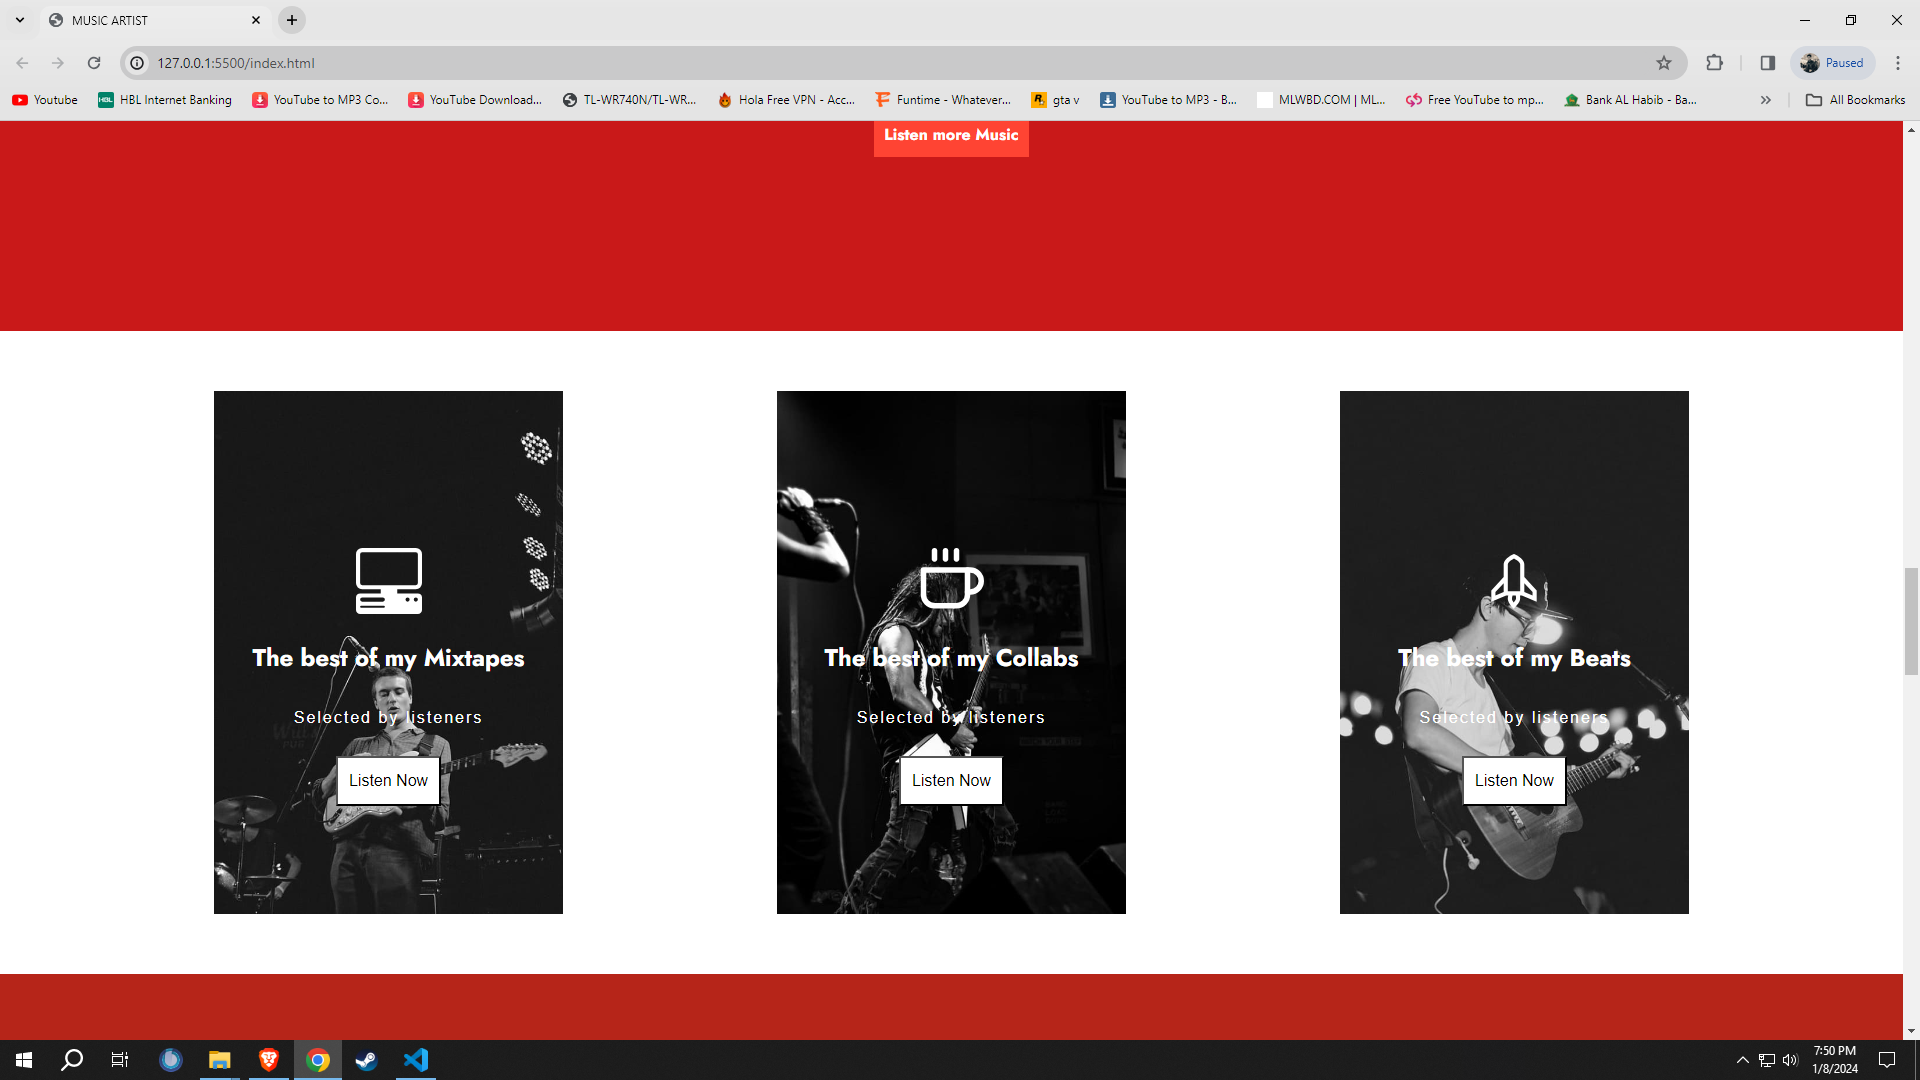 MUSIC ARTIST
127.0.0.1:5500/index.html
Paused
Youtube
HBL Internet Banking
YouTube to MP3 Co...
YouTube Download...
TL-WR740N/TL-WR...
Hola Free VPN - Acc...
Funtime - Whatever...
gta v
YouTube to MP3 - B...
MLWBD.COM | ML...
Free YouTube to mp...
Bank AL Habib - Ba...
All Bookmarks
Listen more Music
The best of my Mixtapes
Selected by listeners
Listen Now
The best of my Collabs
Selected by listeners
Listen Now
The best of my Beats
Selected by listeners
Listen Now
7:50 PM
1/8/2024